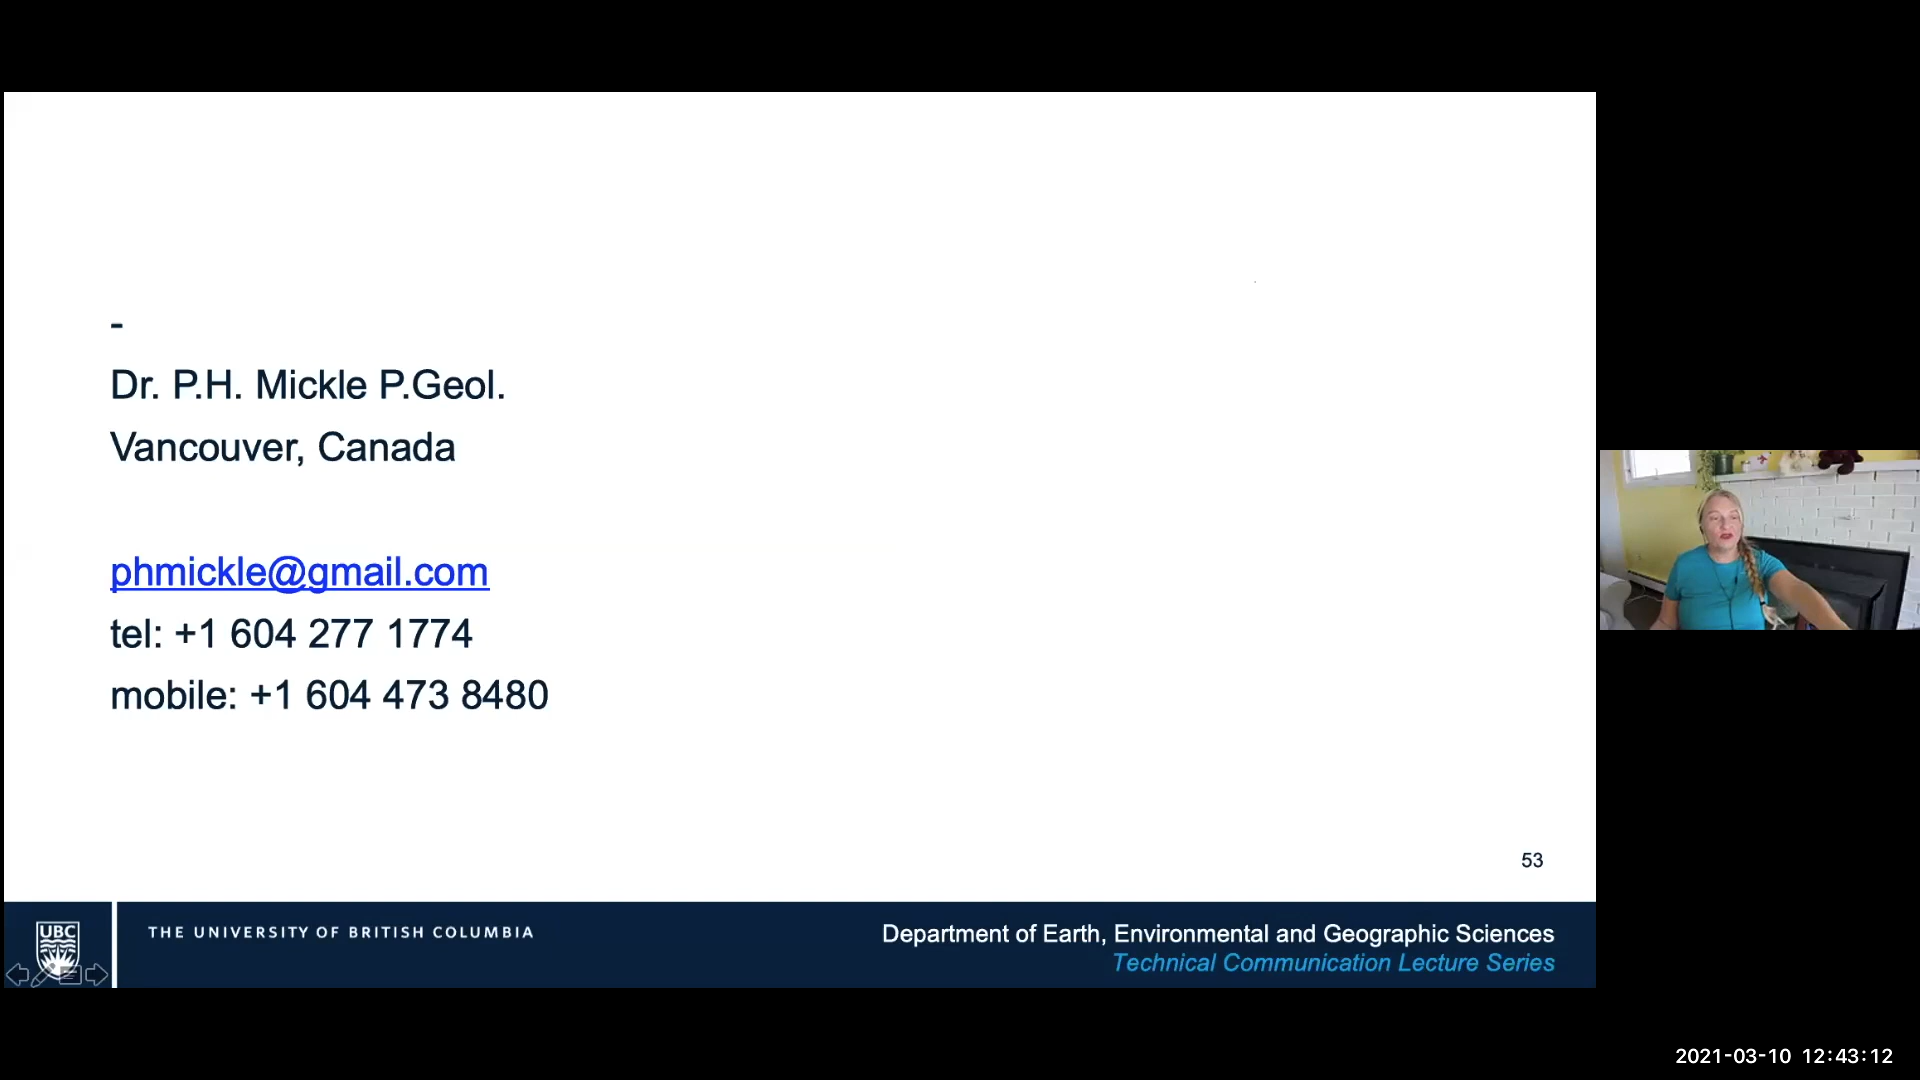 -
Dr. P.H. Mickle P.Geol.
Vancouver, Canada
phmickle@gmail.com
tel: +1 604 277 1774
mobile: +1 604 473 8480
53
UBC
THE UNIVERSITY OF BRITISH COLUMBIA
Department of Earth, Environmental and Geographic Sciences
Technical Communication Lecture Series
2021-03-10 12:43:12